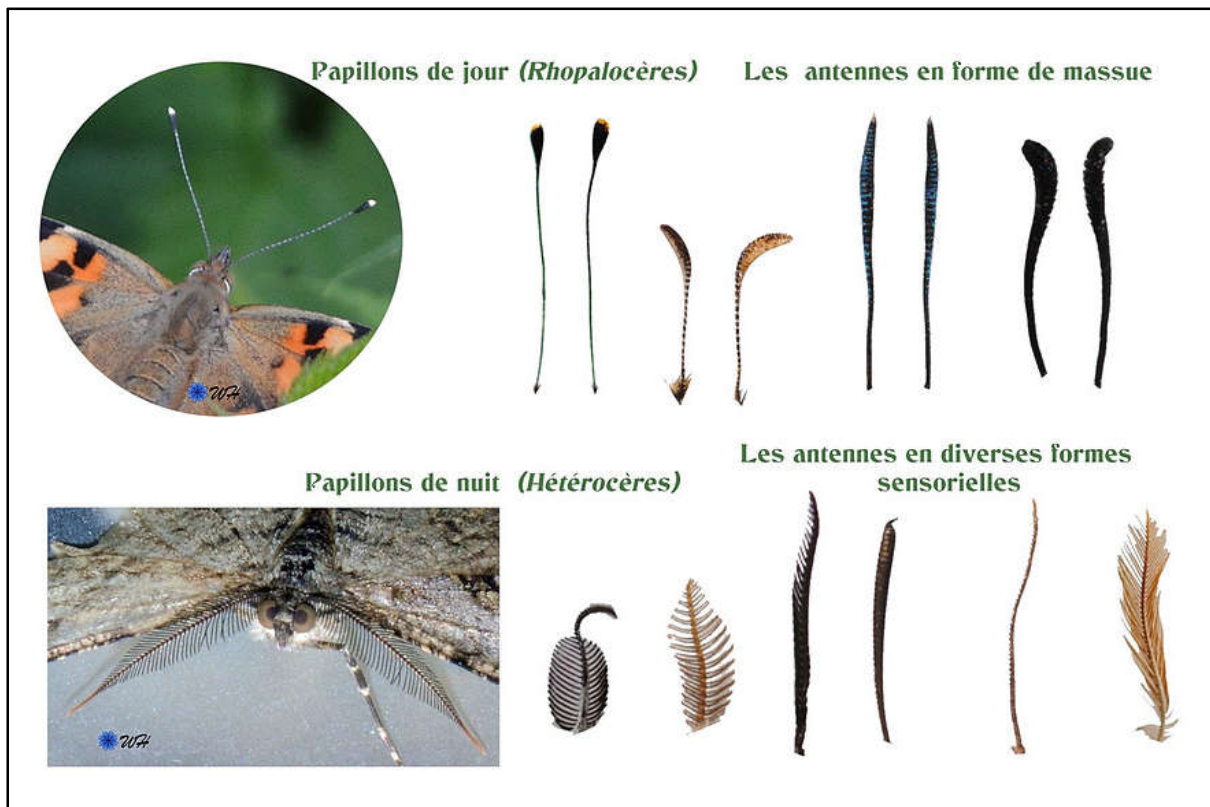 Papillons de jour (Rhopalocères)
Les antennes en forme de massue
WH
Papillons de nuit (Hétérocères)
Les antennes en diverses formes
sensorielles
WH